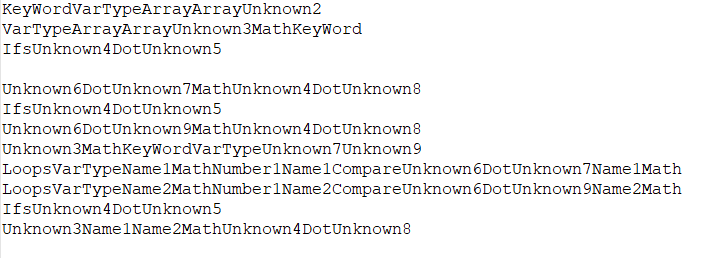 KeyWordVarTypeArrayArrayUnknown2
VarTypeArrayArrayUnknown3MathKeyWord
IfsUnknown4DotUnknown5
Unknown6DotUnknown7MathUnknown4DotUnknown8
IfsUnknown4DotUnknown5
Unknown6DotUnknown9MathUnknown4DotUnknown8
Unknown3MathKeyWordVarTypeUnknown7Unknown9
LoopsVarTypeName1MathNumber1Name1CompareUnknown6DotUnknown7Name1Math
LoopsVarTypeName2MathNumber1Name2CompareUnknown6DotUnknown9Name2Math
IfsUnknown4DotUnknown5
Unknown3Name1Name2MathUnknown4DotUnknown8